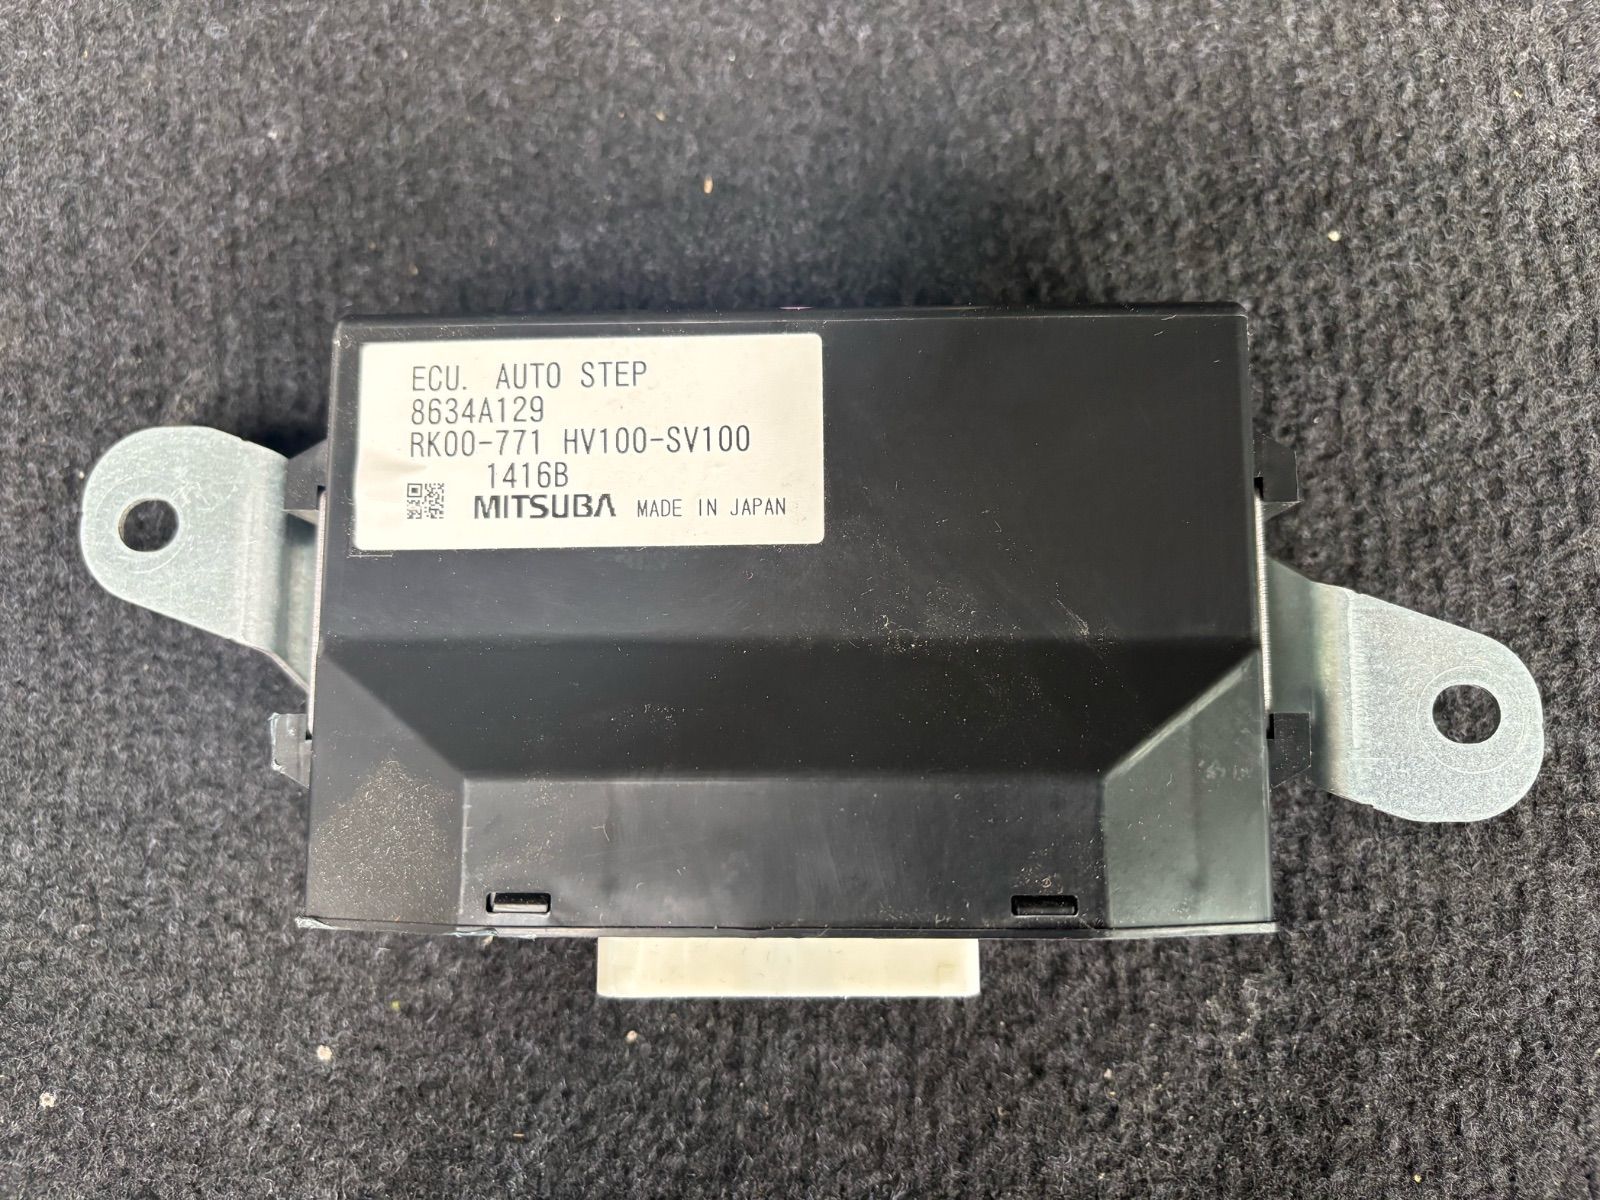 ECU. AUTO STEP
8634A129
RK00-771 HV100-SV100
1416B
MITSUBA MADE IN JAPAN